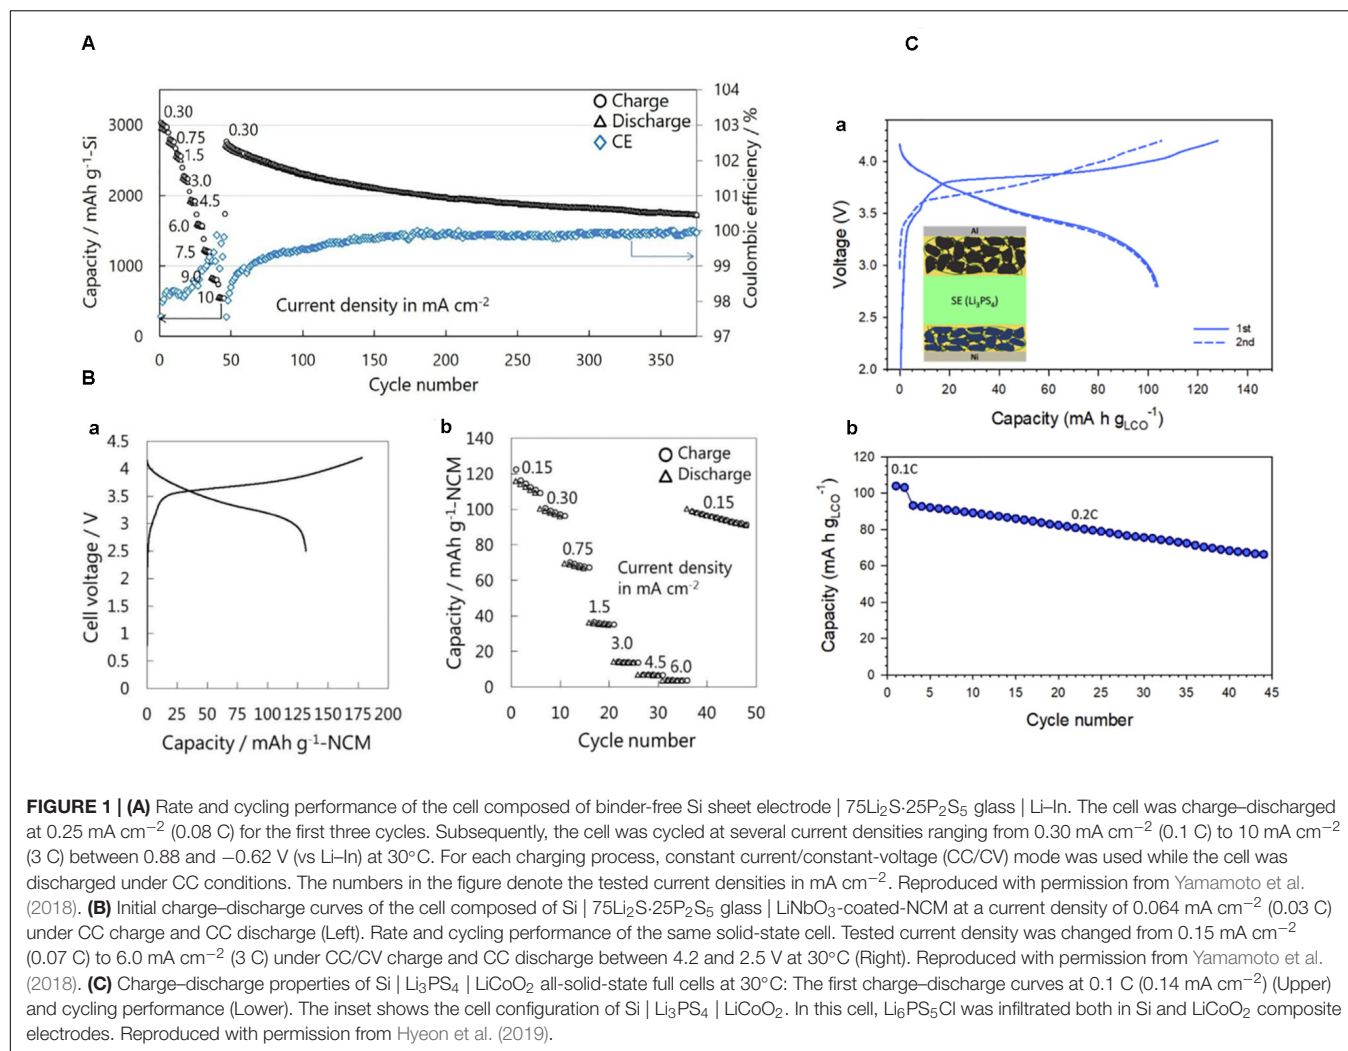 A
C
104
103
102
101
100
99
98
97
Coulombic efficiency / %
3000
2000
1000
0
Capacity / mAh g-1-Si
0.30
0.75
1.5
3.0
4.5
6.0
7.5
9.0
10
0.30
Charge
Discharge
CE
Current density in mA cm-2
0 50 100 150 200 250 300 350
Cycle number
a
4.0
3.5
3.0
2.5
2.0
Voltage (V)
Al
SE (Li3PS4)
Ni
1st
2nd
0 20 40 60 80 100 120 140
Capacity (mA h gLCO-1)
B
a
4.5
4
3.5
3
2.5
2
1.5
1
0.5
0
Cell voltage / V
0 25 50 75 100 125 150 175 200
Capacity / mAh g-1-NCM
b
140
120
100
80
60
40
20
0
Capacity / mAh g-1-NCM
Charge
Discharge
0.15
0.30
0.75
1.5
3.0
4.5
6.0
0.15
Current density
in mA cm-2
0 10 20 30 40 50
Cycle number
b
120
100
80
60
40
20
0
Capacity (mA h gLCO-1)
0.1C
0.2C
0 5 10 15 20 25 30 35 40 45
Cycle number
FIGURE 1 | (A) Rate and cycling performance of the cell composed of binder-free Si sheet electrode | 75Li2S·25P2S5 glass | Li–In. The cell was charge–discharged
at 0.25 mA cm−2 (0.08 C) for the first three cycles. Subsequently, the cell was cycled at several current densities ranging from 0.30 mA cm−2 (0.1 C) to 10 mA cm−2
(3 C) between 0.88 and −0.62 V (vs Li–In) at 30°C. For each charging process, constant current/constant-voltage (CC/CV) mode was used while the cell was
discharged under CC conditions. The numbers in the figure denote the tested current densities in mA cm−2. Reproduced with permission from Yamamoto et al.
(2018). (B) Initial charge–discharge curves of the cell composed of Si | 75Li2S·25P2S5 glass | LiNbO3-coated-NCM at a current density of 0.064 mA cm−2 (0.03 C)
under CC charge and CC discharge (Left). Rate and cycling performance of the same solid-state cell. Tested current density was changed from 0.15 mA cm−2
(0.07 C) to 6.0 mA cm−2 (3 C) under CC/CV charge and CC discharge between 4.2 and 2.5 V at 30°C (Right). Reproduced with permission from Yamamoto et al.
(2018). (C) Charge–discharge properties of Si | Li3PS4 | LiCoO2 all-solid-state full cells at 30°C: The first charge–discharge curves at 0.1 C (0.14 mA cm−2) (Upper)
and cycling performance (Lower). The inset shows the cell configuration of Si | Li3PS4 | LiCoO2. In this cell, Li6PS5Cl was infiltrated both in Si and LiCoO2 composite
electrodes. Reproduced with permission from Hyeon et al. (2019).